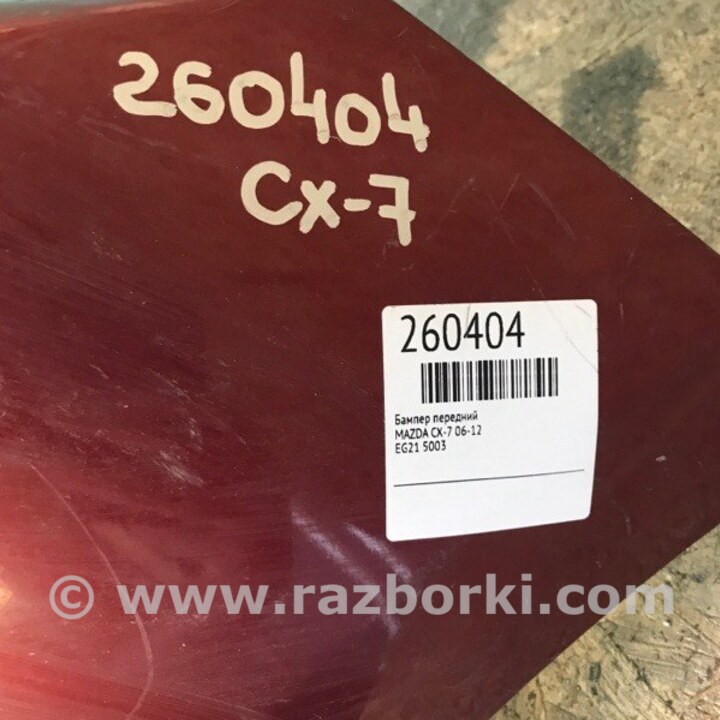 260404
CX-7
260404
Бампер передний
MAZDA CX-7 06-12
EG21 5003
© www.razborki.com